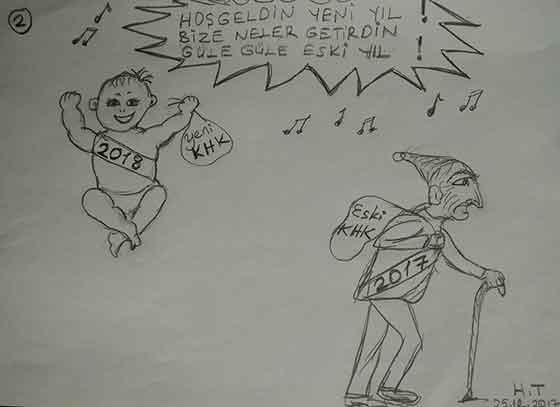 2
HOŞGELDİN YENİ YIL
BİZE NELER GETİRDİN
GÜLE GÜLE ESKİ YIL
!
!
2018
Yeni
KHK
Eski
KHK
2017
H.T
25.12.2017